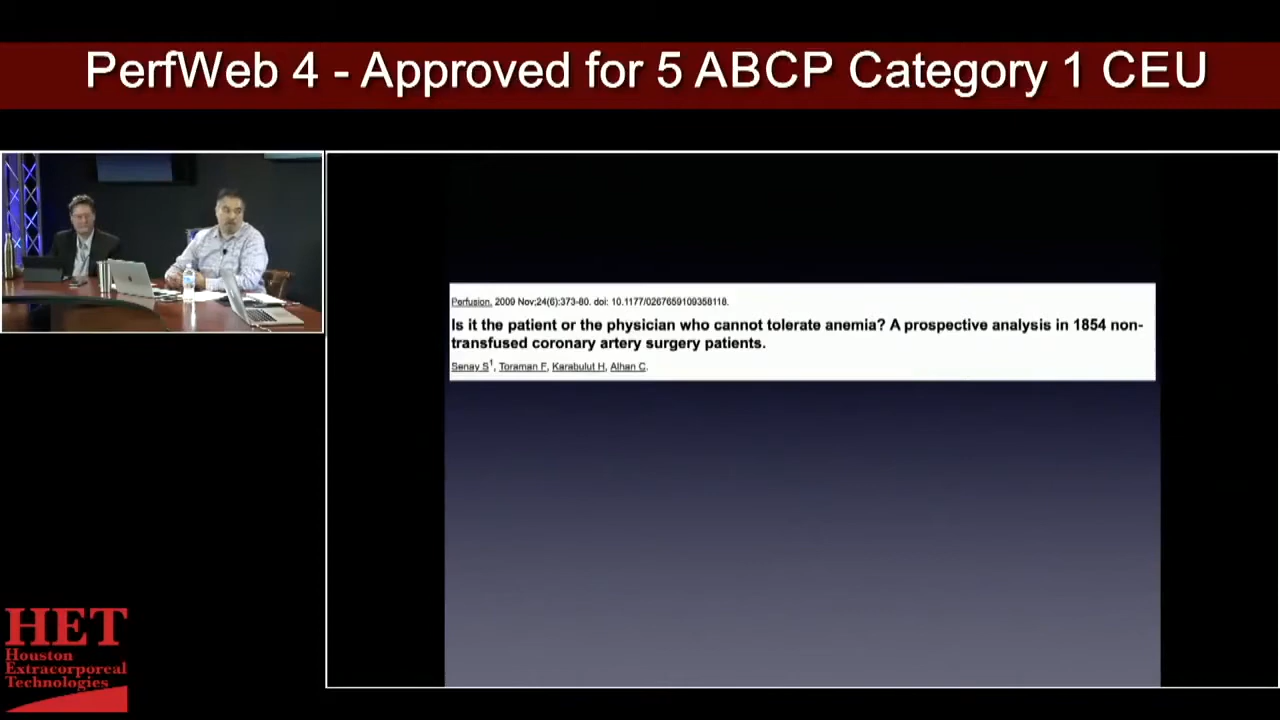 PerfWeb 4 - Approved for 5 ABCP Category 1 CEU
Perfusion. 2009 Nov;24(6):373-80. doi: 10.1177/0267659109358118.
Is it the patient or the physician who cannot tolerate anemia? A prospective analysis in 1854 non-
transfused coronary artery surgery patients.
Senay S1, Toraman F, Karabulut H, Alhan C.
HET
Houston
Extracorporeal
Technologies